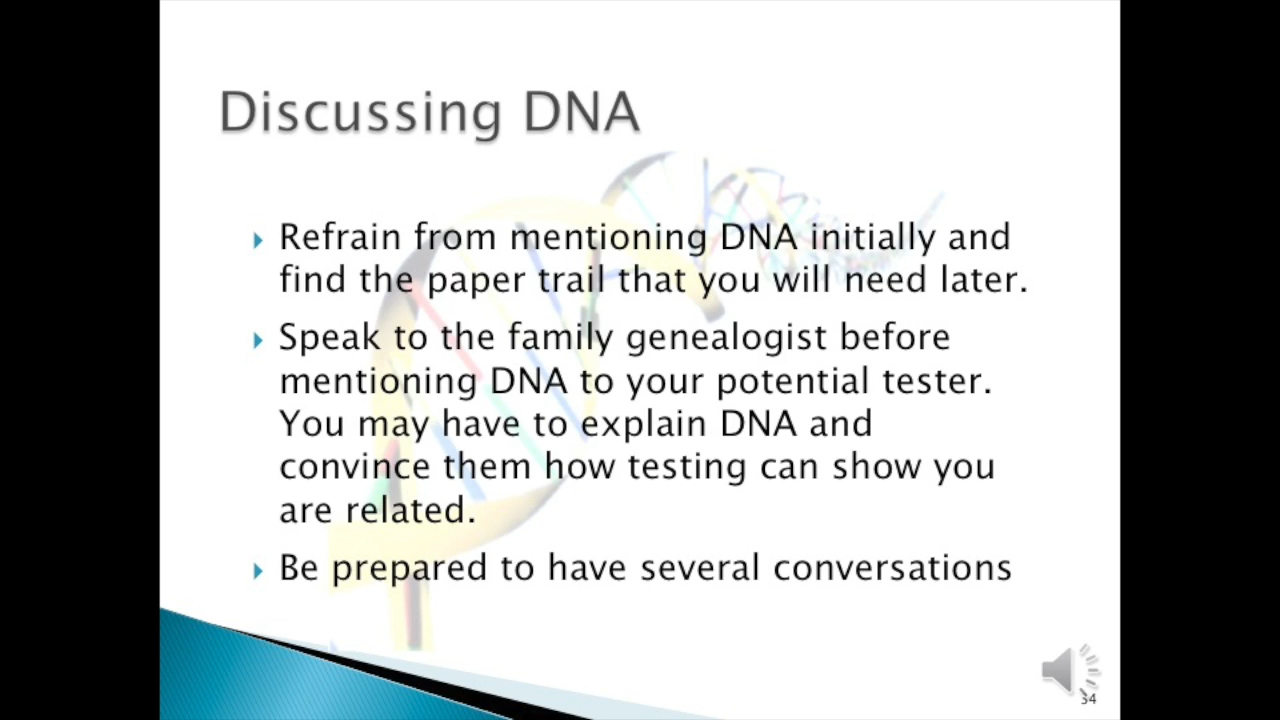 Discussing DNA
Refrain from mentioning DNA initially and
find the paper trail that you will need later.
Speak to the family genealogist before
mentioning DNA to your potential tester.
You may have to explain DNA and
convince them how testing can show you
are related.
Be prepared to have several conversations
34